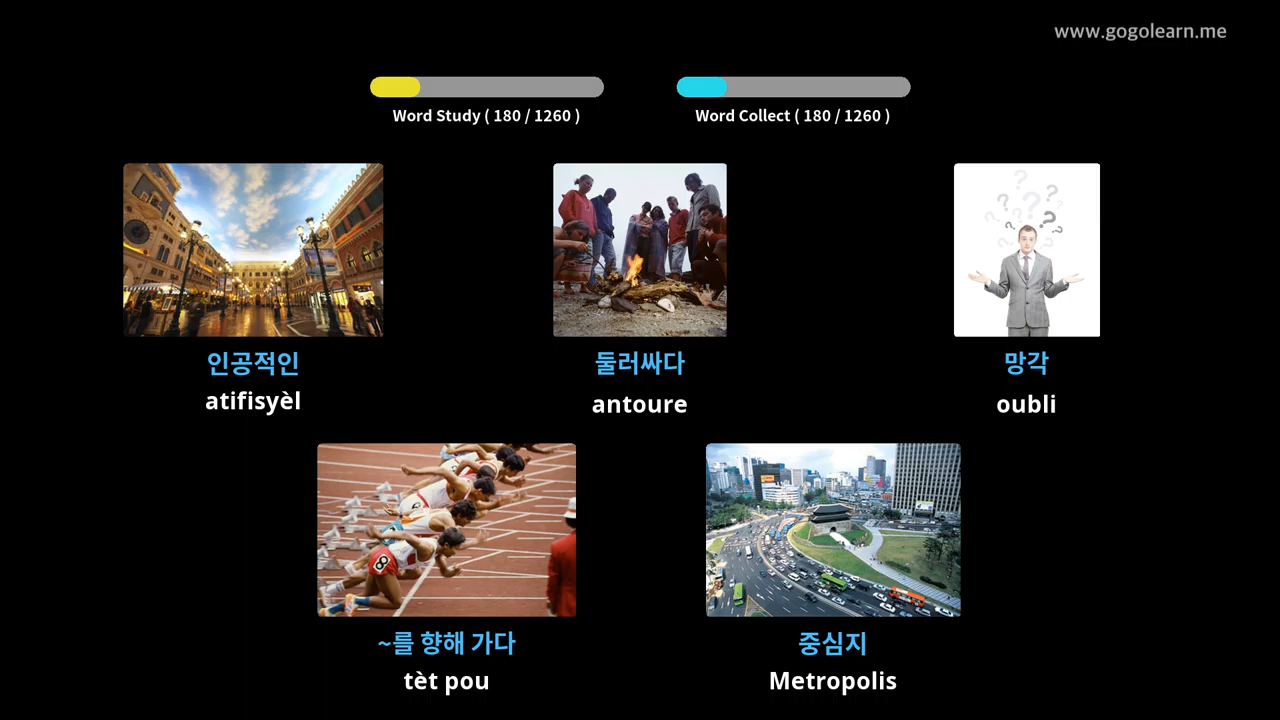 www.gogolearn.me
Word Study ( 180 / 1260 )
Word Collect ( 180 / 1260 )
인공적인
atifisyèl
둘러싸다
antoure
망각
oubli
~를 향해 가다
tèt pou
중심지
Metropolis